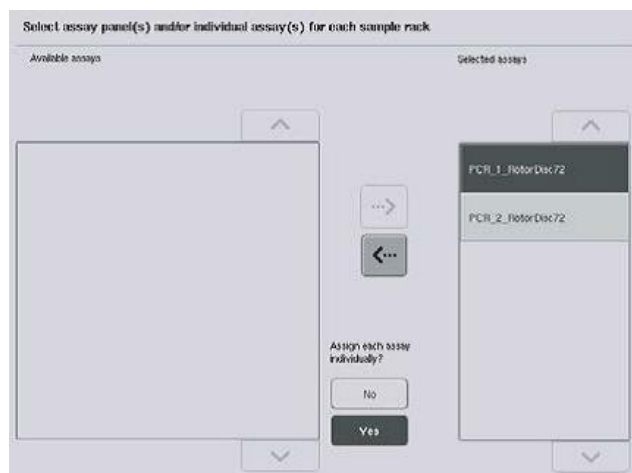 Select assay panel(s) and/or individual assay(s) for each sample rack
Available assays
Selected assays
PCR_1_RotorDisc72
PCR_2_RotorDisc72
Assign each assay
individually?
No
Yes